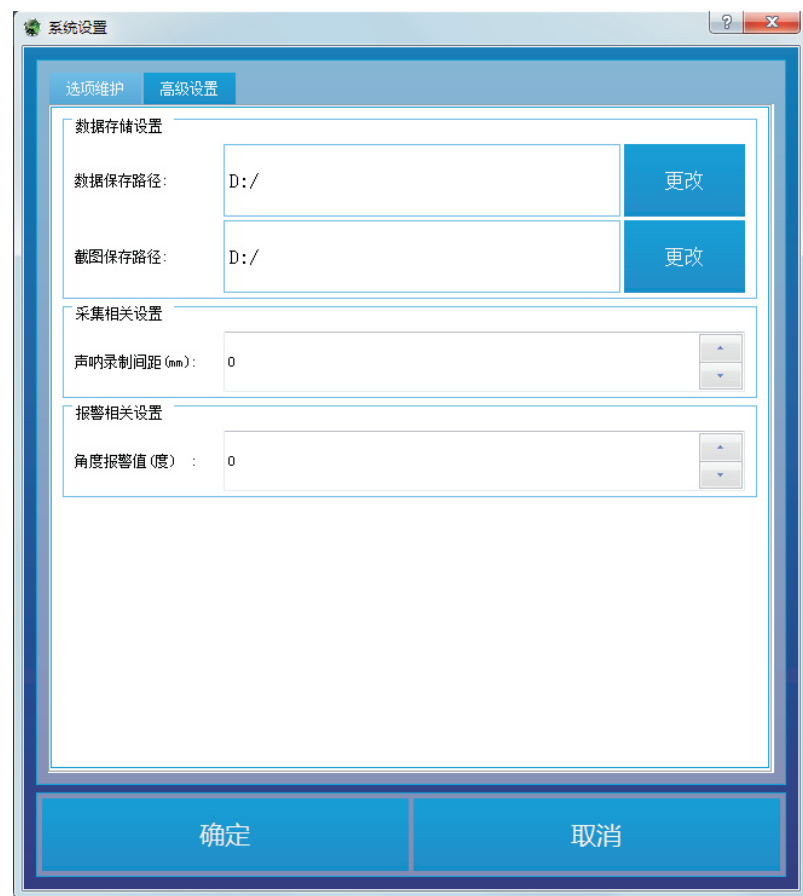 系统设置
选项维护 高级设置
数据存储设置
数据保存路径: D:/ 更改
截图保存路径: D:/ 更改
采集相关设置
声呐录制间距(mm): 0
报警相关设置
角度报警值(度) : 0
确定 取消